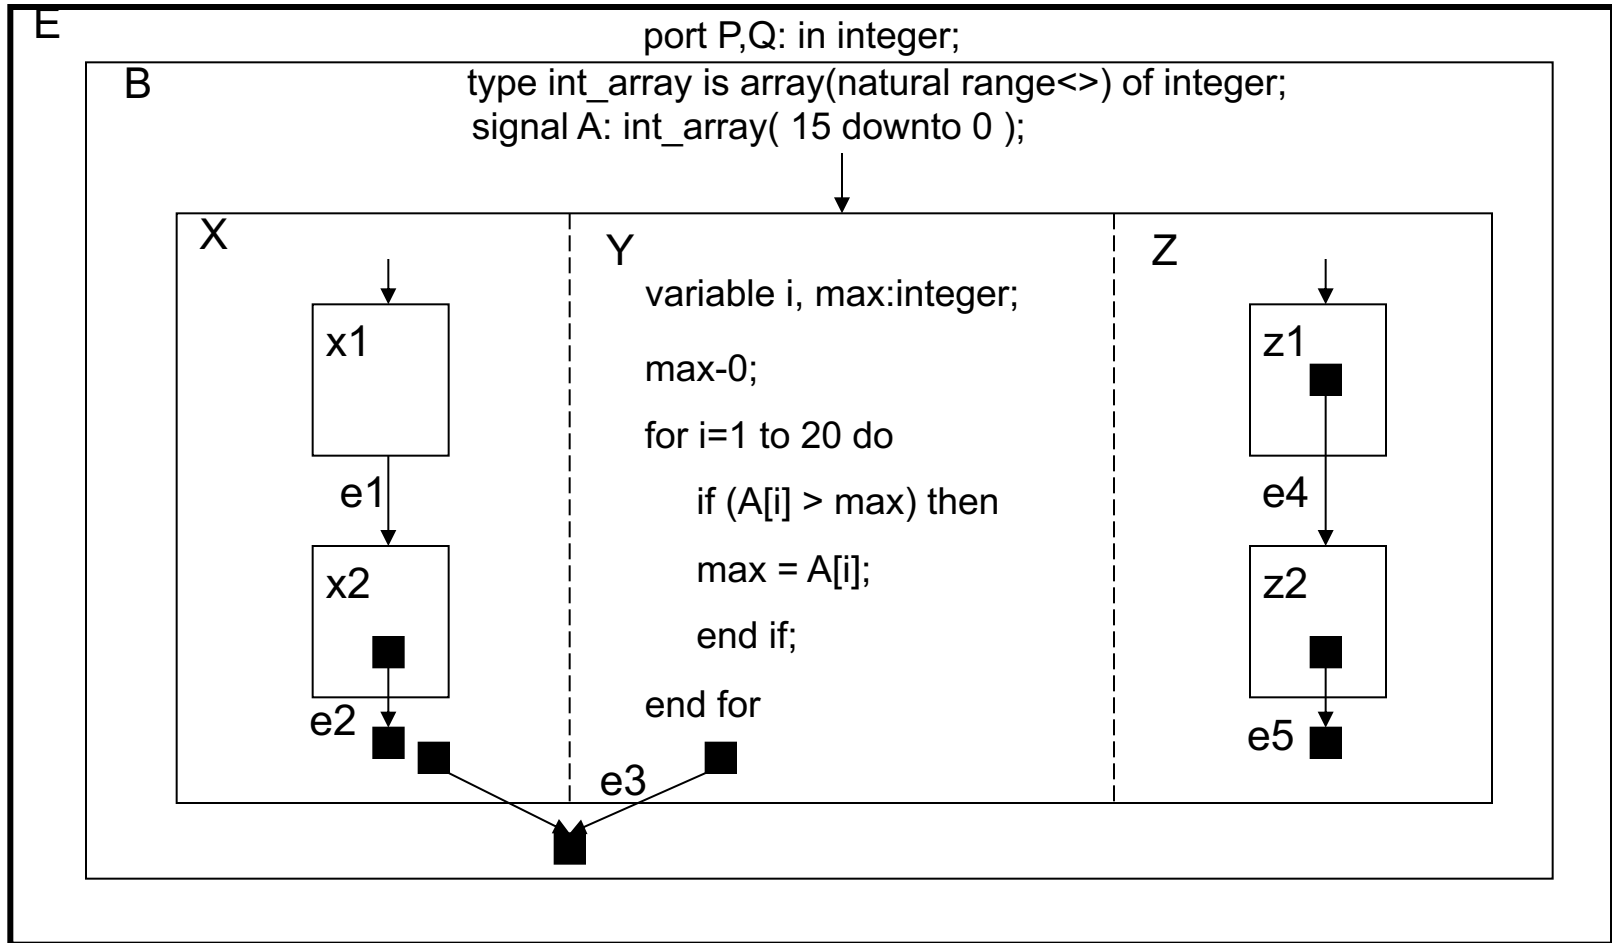 E
port P,Q: in integer;
B
type int_array is array(natural range<>) of integer;
signal A: int_array( 15 downto 0 );
X
x1
e1
x2
e2
Y
variable i, max:integer;
max-0;
for i=1 to 20 do
if (A[i] > max) then
max = A[i];
end if;
end for
e3
Z
z1
e4
z2
e5